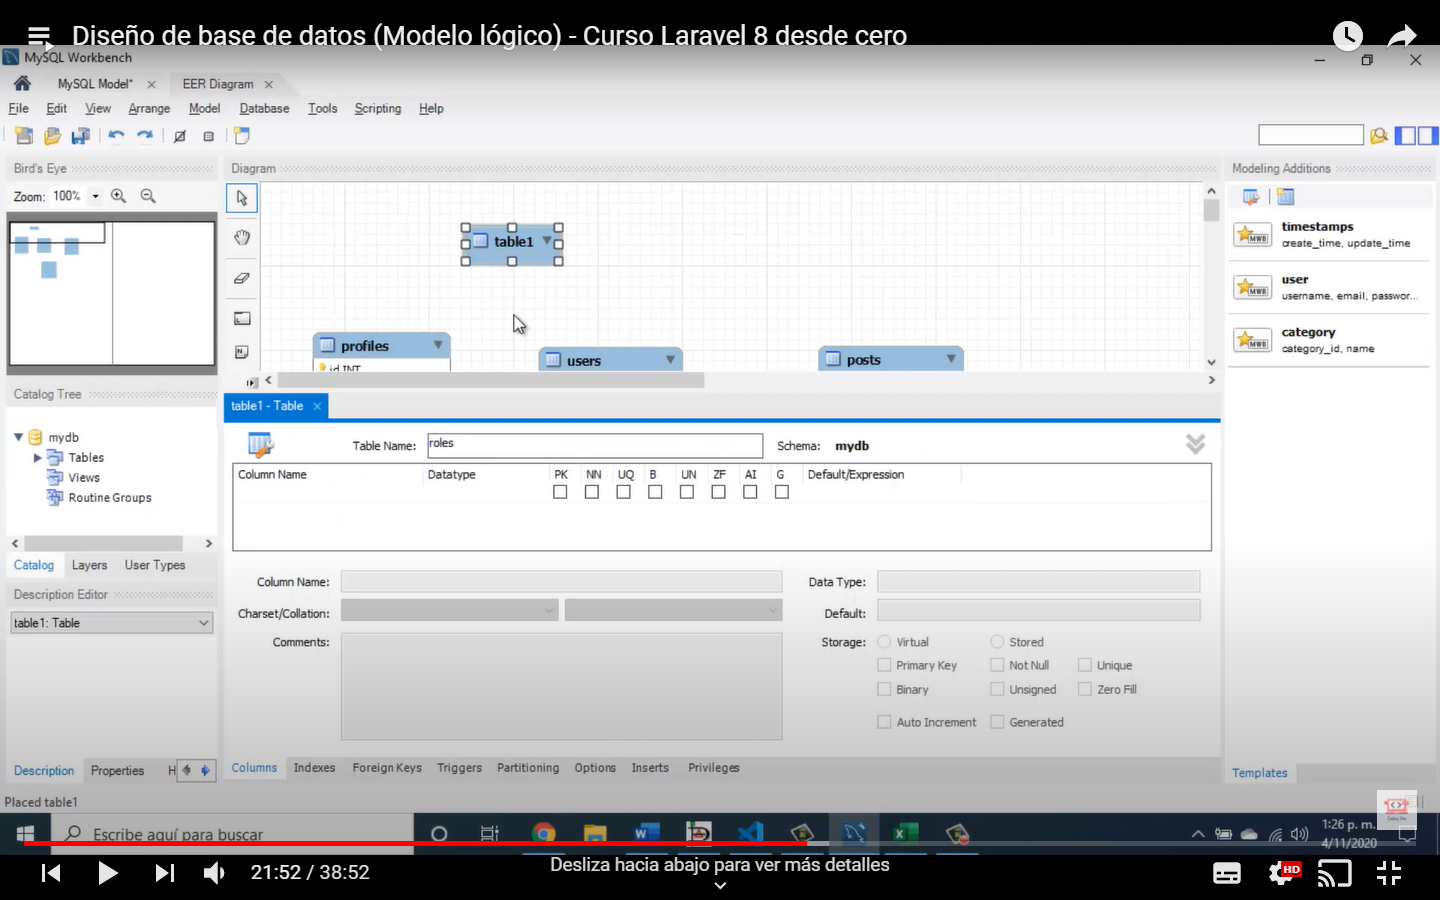 Diseño de base de datos (Modelo lógico) - Curso Laravel 8 desde cero
MySQL Workbench
MySQL Model* EER Diagram
File Edit View Arrange Model Database Tools Scripting Help
Bird's Eye
Zoom: 100%
Diagram
table1
profiles
id INT
users
posts
Modeling Additions
MWB timestamps
create_time, update_time
MWB user
username, email, passwor...
MWB category
category_id, name
Templates
Catalog Tree
mydb
Tables
Views
Routine Groups
Catalog Layers User Types
Description Editor
table1: Table
Description Properties H
table1 - Table
Table Name: roles Schema: mydb
Column Name Datatype PK NN UQ B UN ZF AI G Default/Expression
Column Name: Data Type:
Charset/Collation: Default:
Comments: Storage: Virtual Stored
Primary Key Not Null Unique
Binary Unsigned Zero Fill
Auto Increment Generated
Columns Indexes Foreign Keys Triggers Partitioning Options Inserts Privileges
Placed table1
Escribe aquí para buscar
1:26 p. m.
4/11/2020
21:52 / 38:52
Desliza hacia abajo para ver más detalles
HD